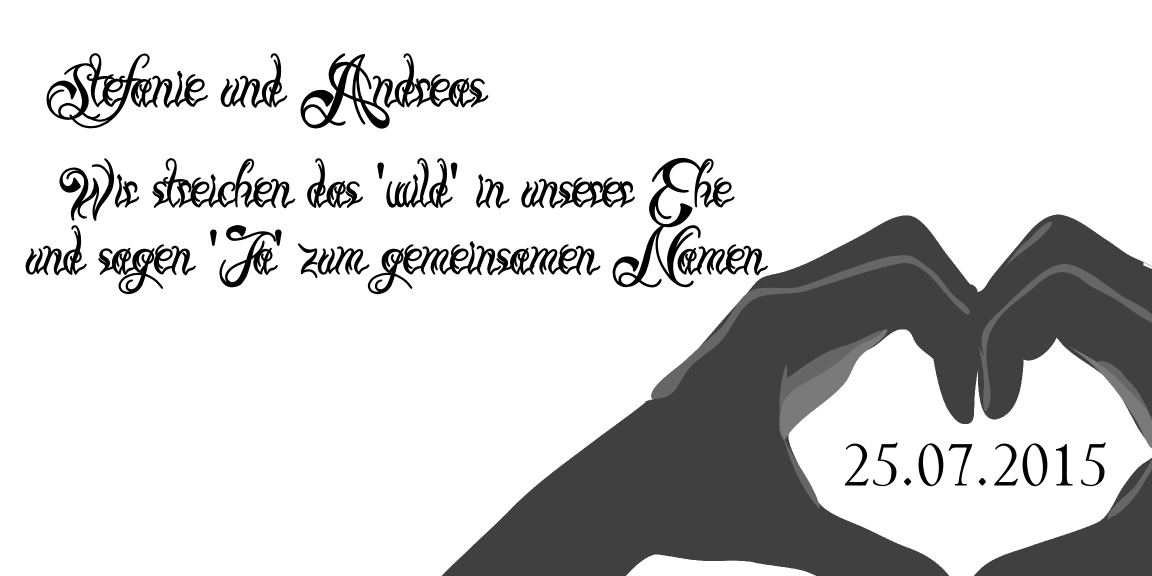 Stefanie und Andreas
Wir streichen das 'wild' in unserer Ehe
und sagen 'Ja' zum gemeinsamen Namen
25.07.2015